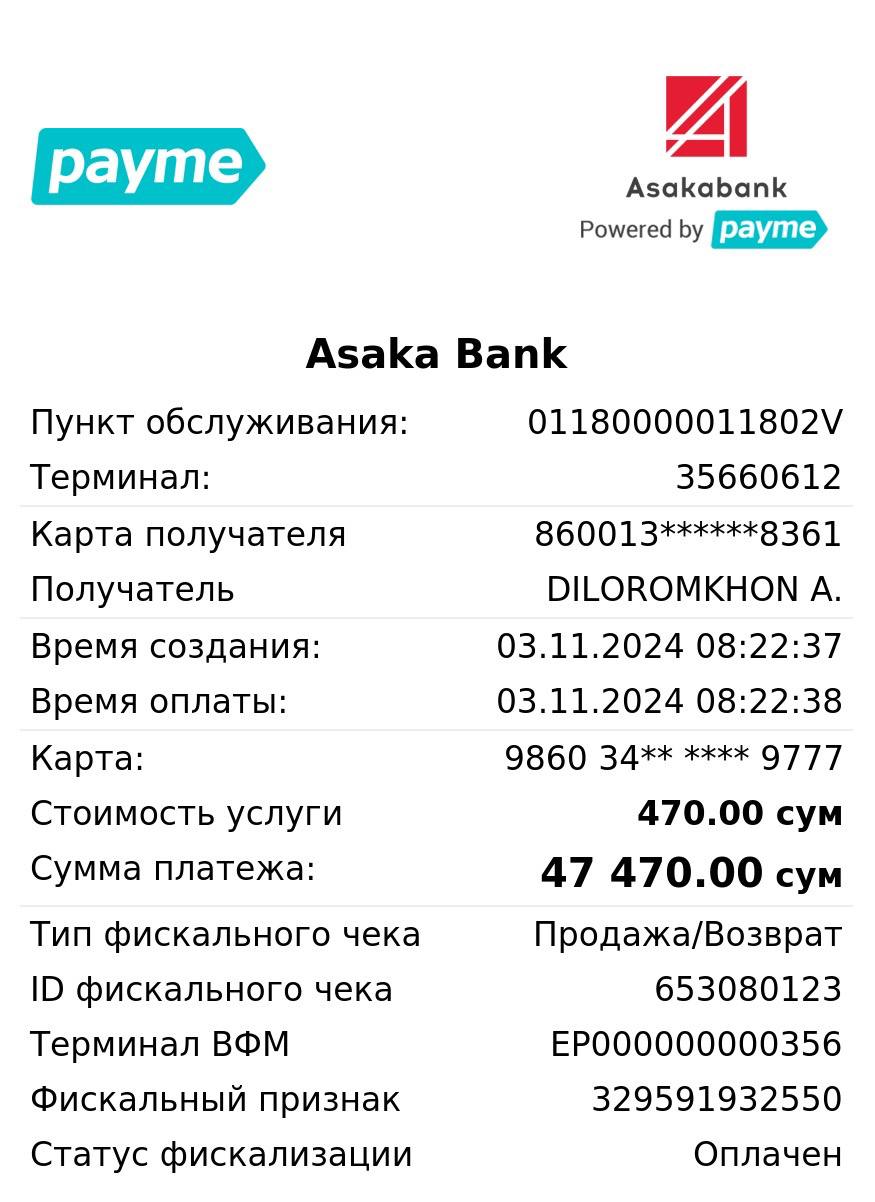 payme
Asakabank
Powered by payme
Asaka Bank
Пункт обслуживания: 01180000011802V
Терминал: 35660612
Карта получателя 860013******8361
Получатель DILOROMKHON A.
Время создания: 03.11.2024 08:22:37
Время оплаты: 03.11.2024 08:22:38
Карта: 9860 34** **** 9777
Стоимость услуги 470.00 сум
Сумма платежа: 47 470.00 сум
Тип фискального чека Продажа/Возврат
ID фискального чека 653080123
Терминал ВФМ EP000000000356
Фискальный признак 329591932550
Статус фискализации Оплачен